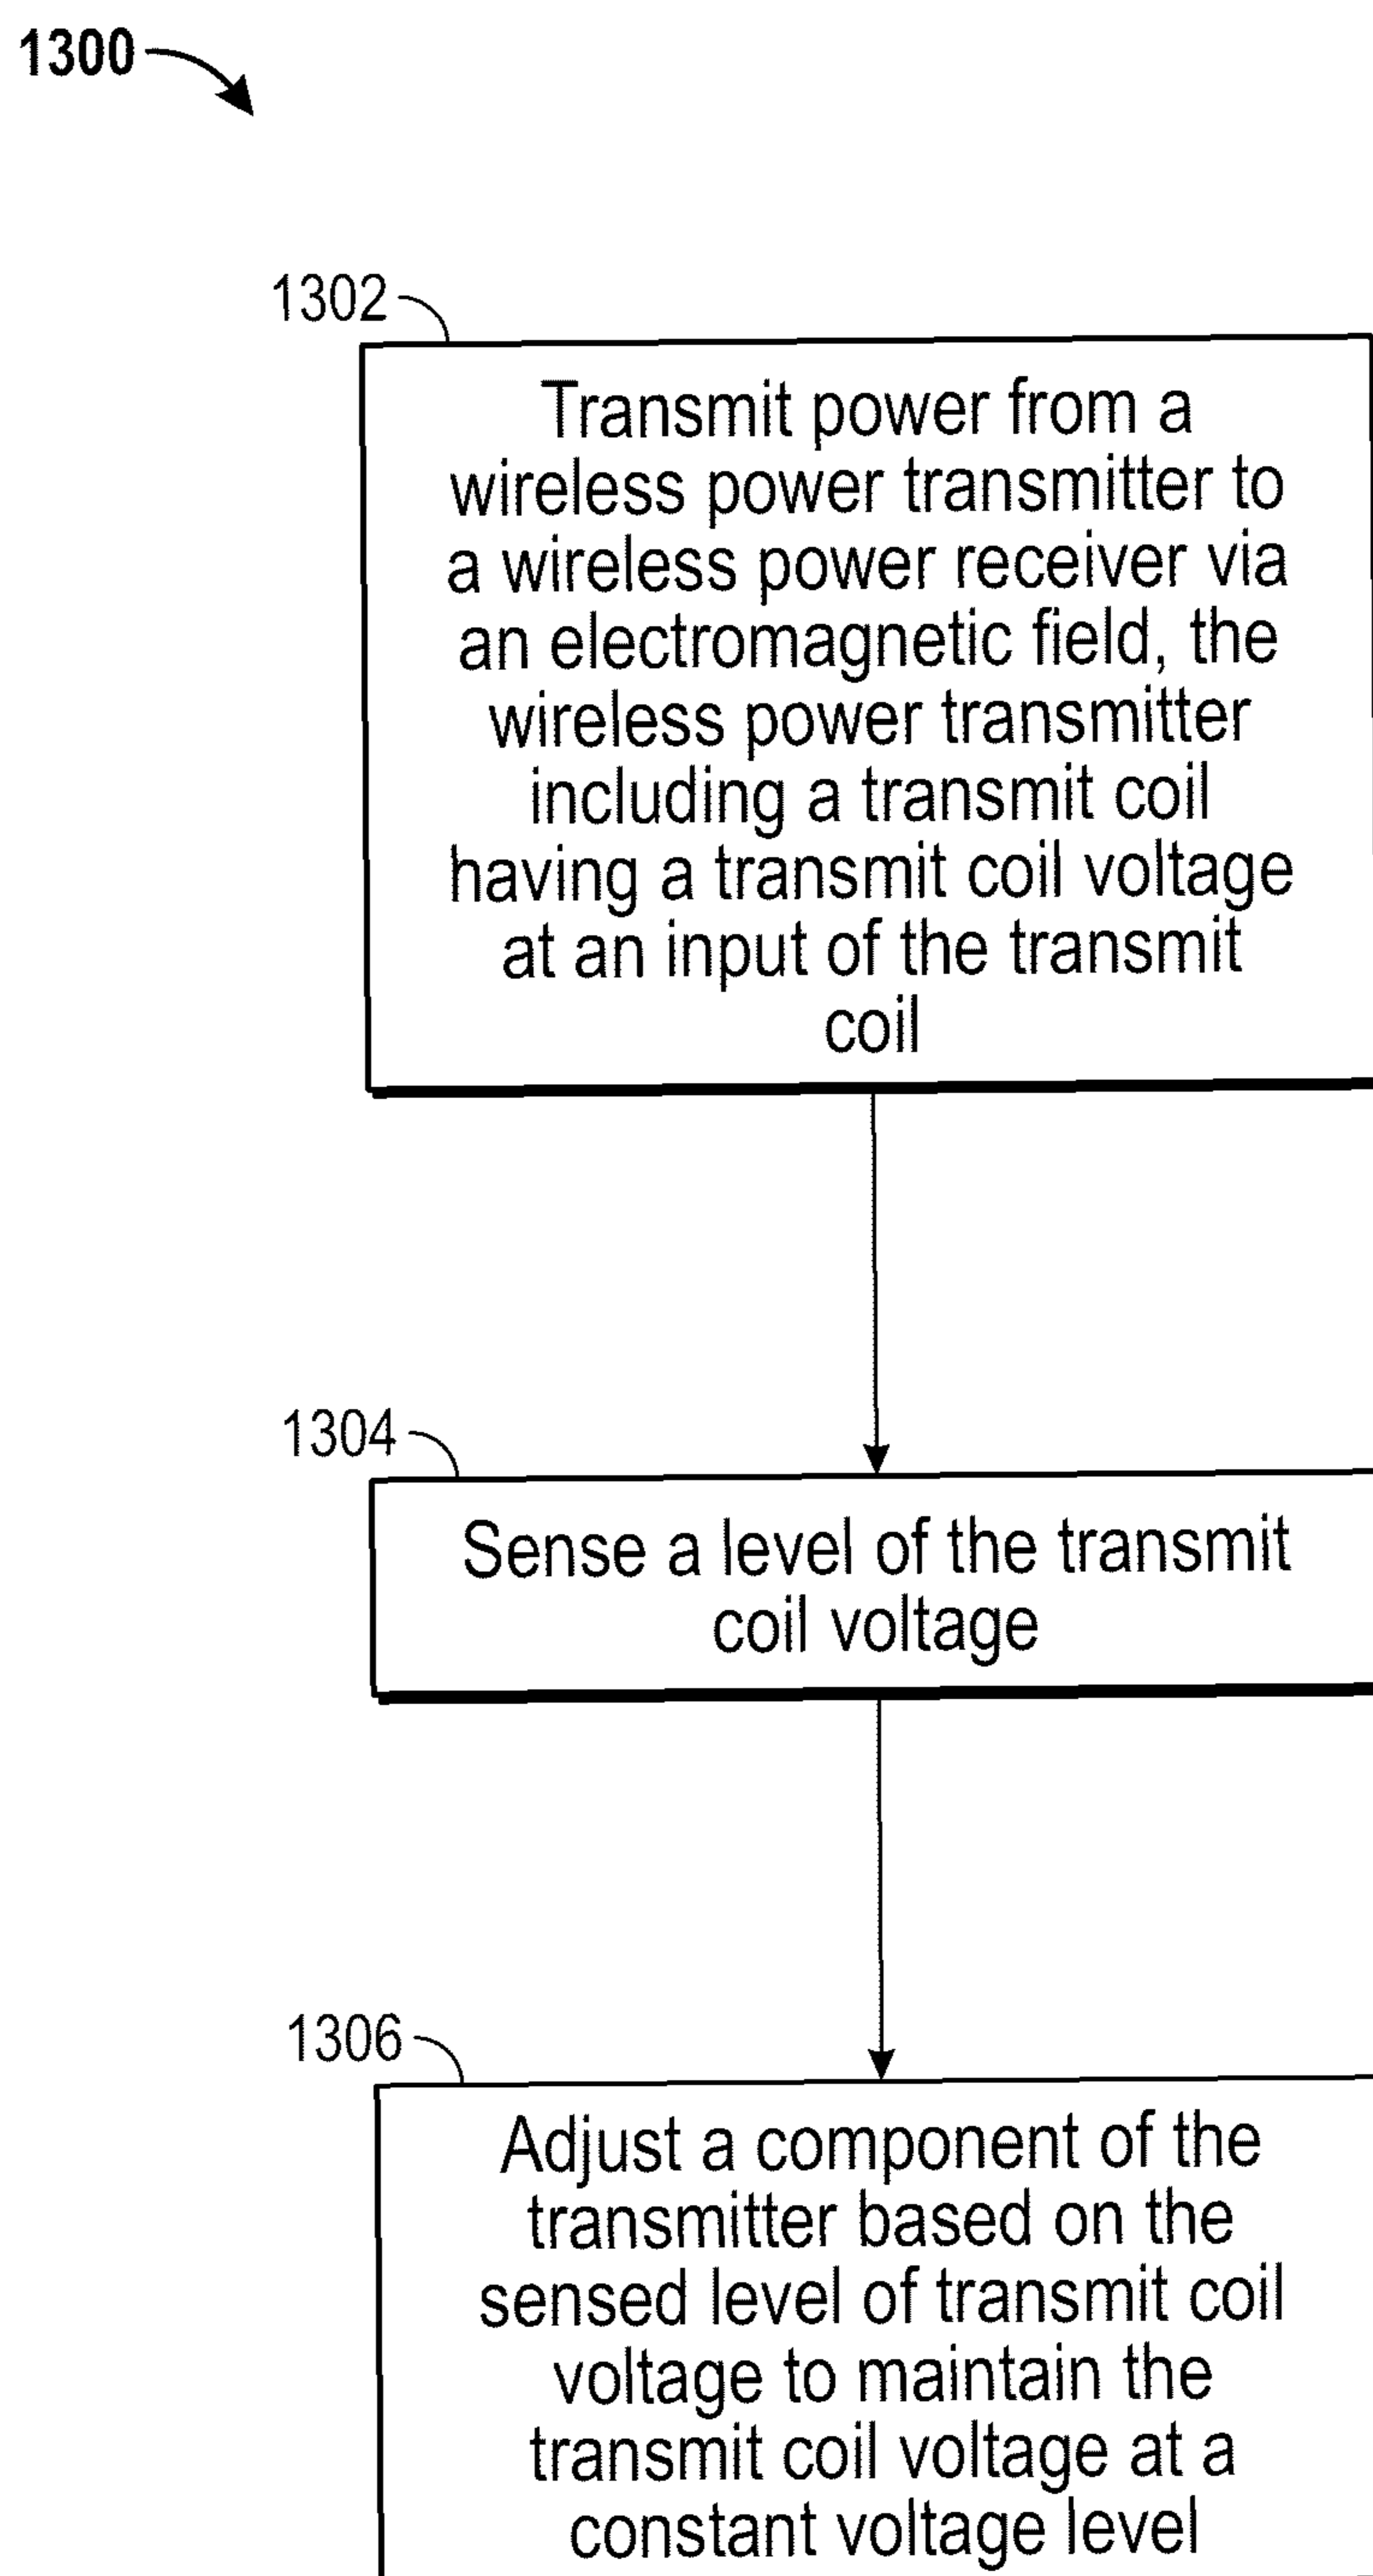 1300
1302
Transmit power from a
wireless power transmitter to
a wireless power receiver via
an electromagnetic field, the
wireless power transmitter
including a transmit coil
having a transmit coil voltage
at an input of the transmit
coil
1304
Sense a level of the transmit
coil voltage
1306
Adjust a component of the
transmitter based on the
sensed level of transmit coil
voltage to maintain the
transmit coil voltage at a
constant voltage level